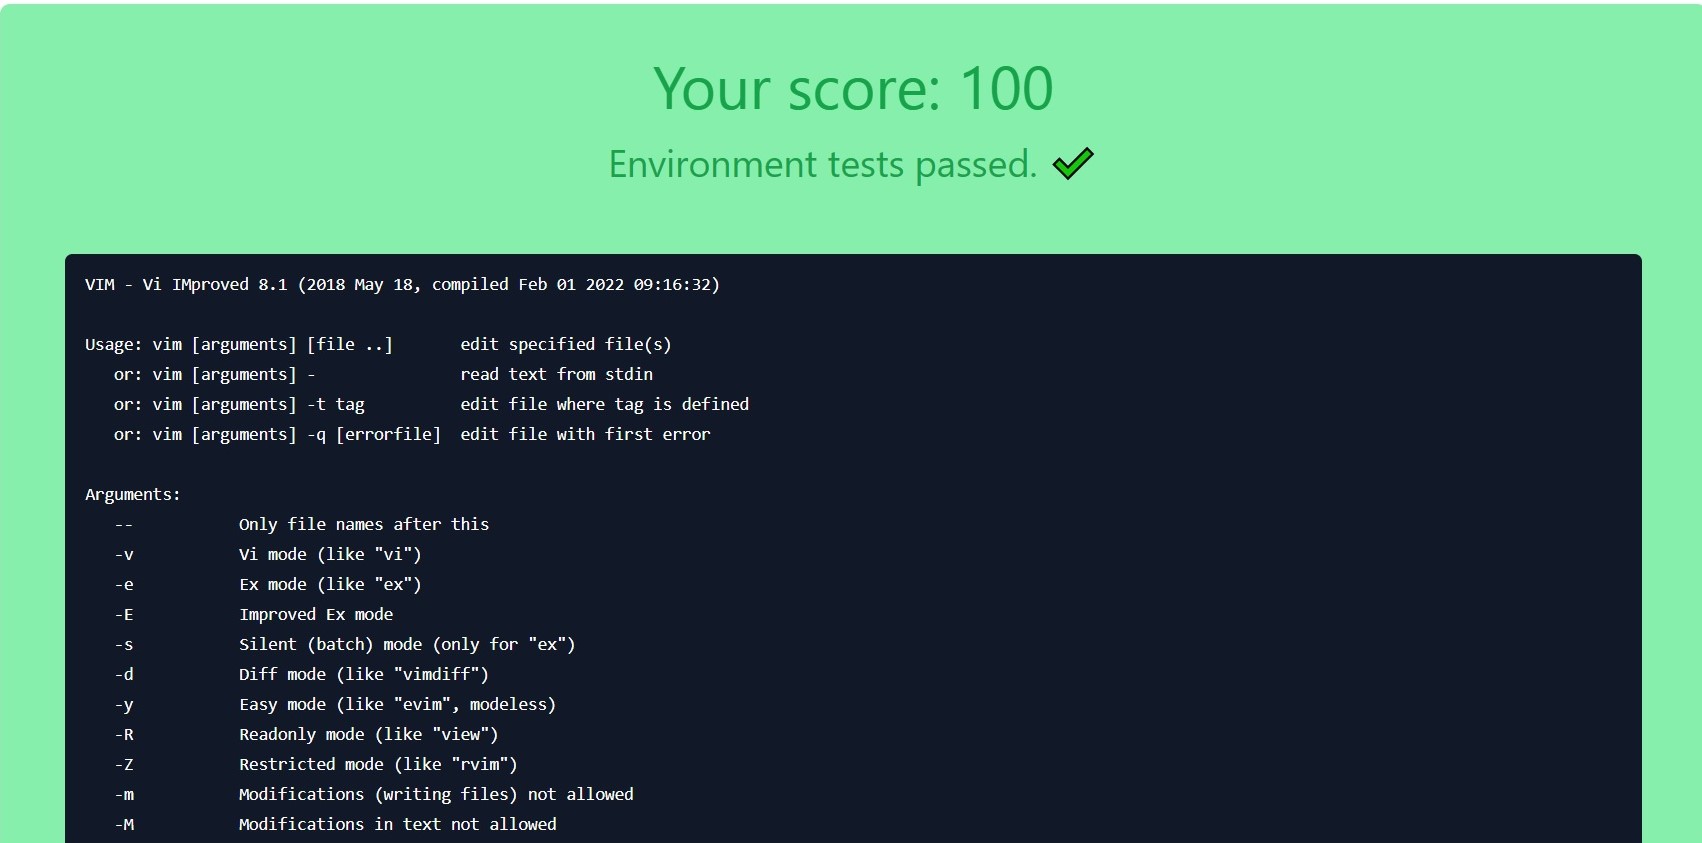 Your score: 100
Environment tests passed.
VIM - Vi IMproved 8.1 (2018 May 18, compiled Feb 01 2022 09:16:32)
Usage: vim [arguments] [file ..]       edit specified file(s)
   or: vim [arguments] -               read text from stdin
   or: vim [arguments] -t tag          edit file where tag is defined
   or: vim [arguments] -q [errorfile]  edit file with first error
Arguments:
   --           Only file names after this
   -v           Vi mode (like "vi")
   -e           Ex mode (like "ex")
   -E           Improved Ex mode
   -s           Silent (batch) mode (only for "ex")
   -d           Diff mode (like "vimdiff")
   -y           Easy mode (like "evim", modeless)
   -R           Readonly mode (like "view")
   -Z           Restricted mode (like "rvim")
   -m           Modifications (writing files) not allowed
   -M           Modifications in text not allowed